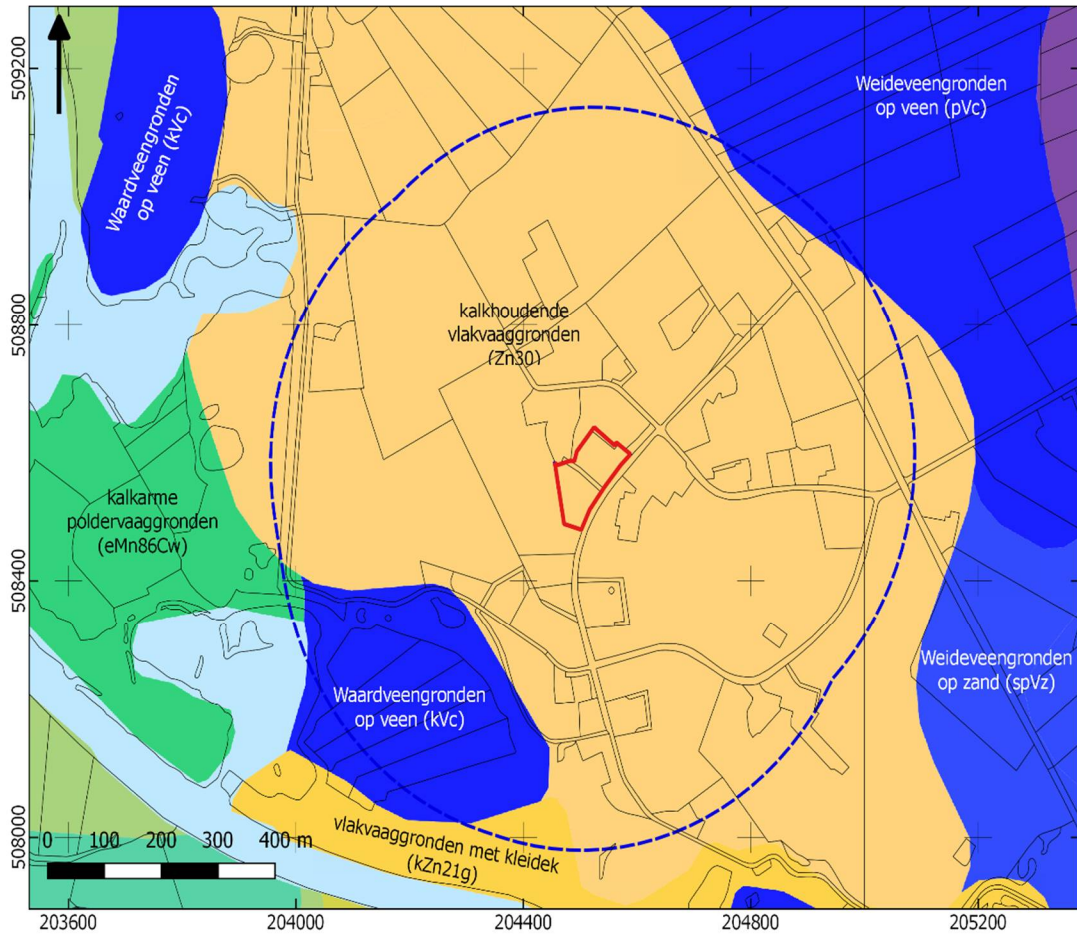 Weideveengronden
op veen (pVc)
Waardveengronden
op veen (kVc)
kalkhoudende
vlakvaaggronden
(Zn30)
kalkarme
poldervaaggronden
(eMn86Cw)
Weideveengronden
op zand (spVz)
Waardveengronden
op veen (kVc)
vlakvaaggronden met kleidek
(kZn21g)
0 100 200 300 400 m
509200
508800
508400
508000
203600 204000 204400 204800 205200